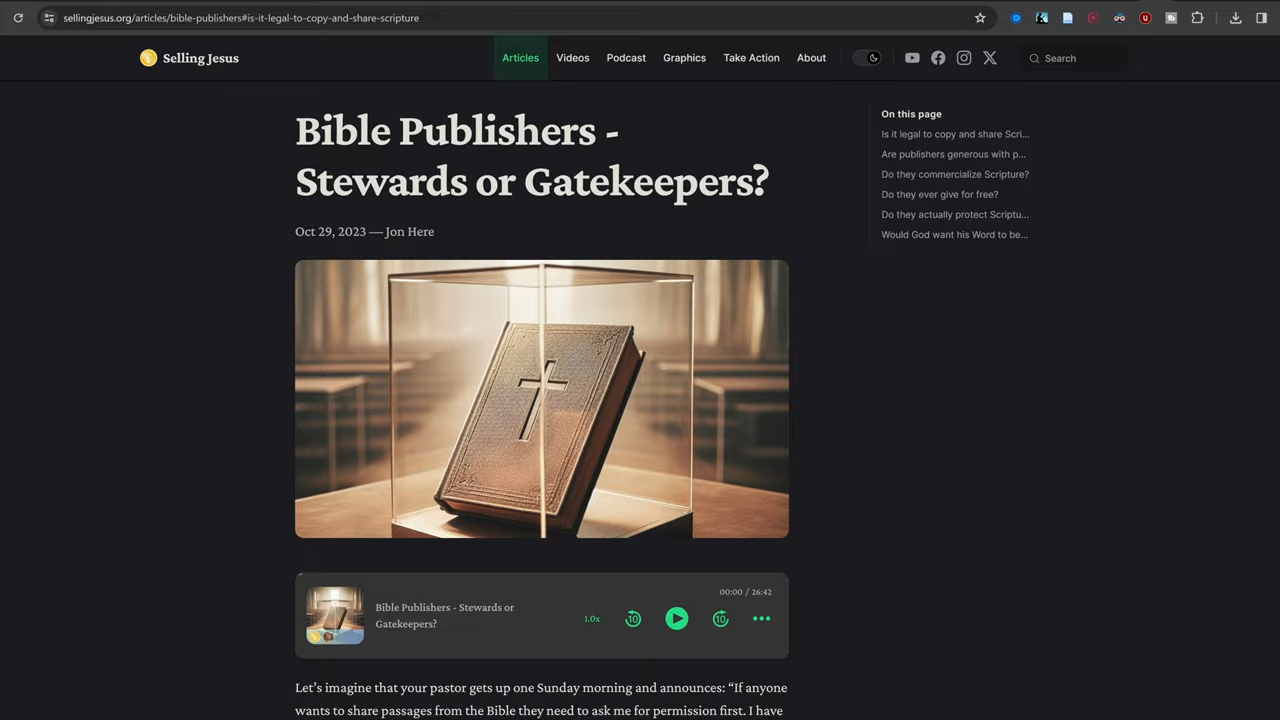 sellingjesus.org/articles/bible-publishers#is-it-legal-to-copy-and-share-scripture
Selling Jesus
Articles
Videos
Podcast
Graphics
Take Action
About
Search
Bible Publishers -
Stewards or Gatekeepers?
Oct 29, 2023 — Jon Here
On this page
Is it legal to copy and share Scri...
Are publishers generous with p...
Do they commercialize Scripture?
Do they ever give for free?
Do they actually protect Scriptu...
Would God want his Word to be...
00:00 / 26:42
Bible Publishers - Stewards or
Gatekeepers?
1.0x
10
10
Let’s imagine that your pastor gets up one Sunday morning and announces: “If anyone
wants to share passages from the Bible they need to ask me for permission first. I have